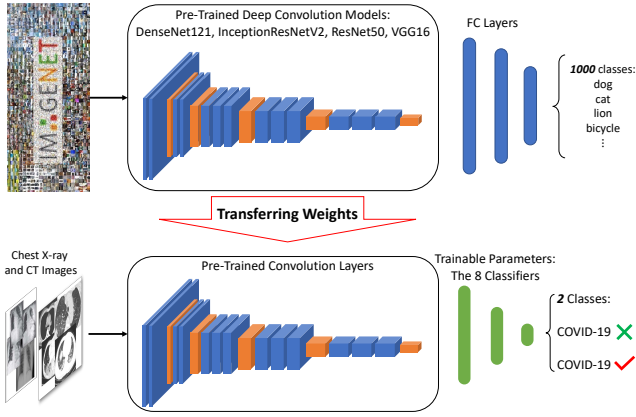 Pre-Trained Deep Convolution Models:
DenseNet121, InceptionResNetV2, ResNet50, VGG16
FC Layers
IMAGENET
1000 classes:
dog
cat
lion
bicycle
⋮
Transferring Weights
Chest X-ray
and CT Images
Pre-Trained Convolution Layers
Trainable Parameters:
The 8 Classifiers
2 Classes:
COVID-19
COVID-19